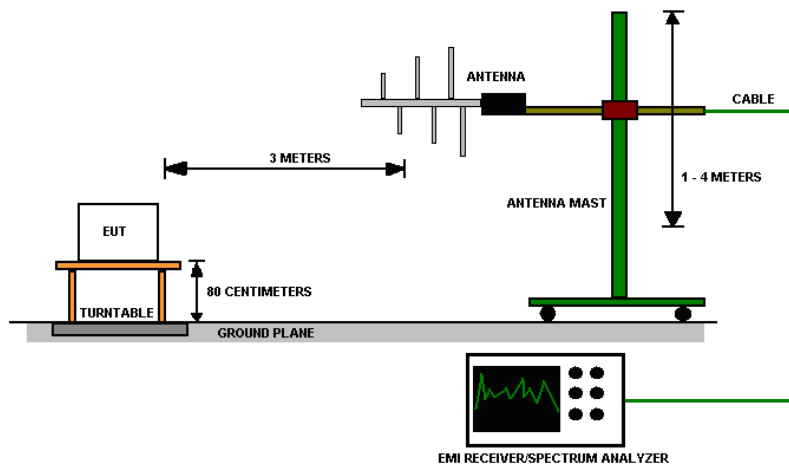 ANTENNA
CABLE
3 METERS
1 - 4 METERS
ANTENNA MAST
EUT
80 CENTIMETERS
TURNTABLE
GROUND PLANE
EMI RECEIVER/SPECTRUM ANALYZER